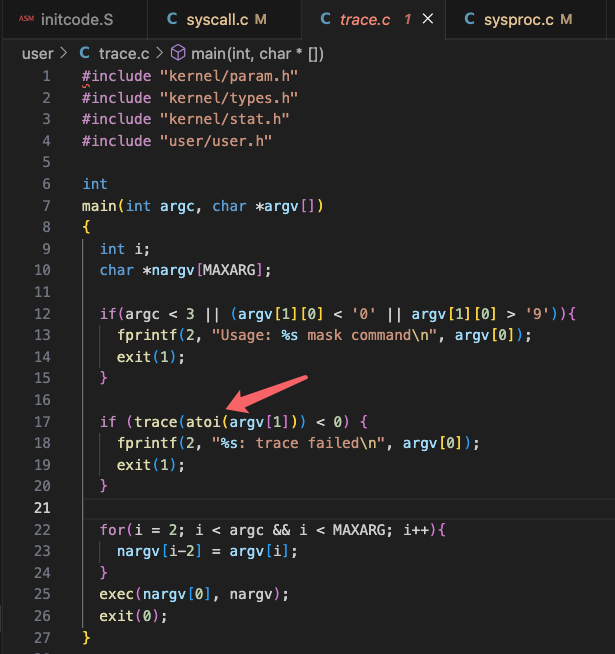 ASM initcode.S C syscall.c M C trace.c 1 × C sysproc.c M
user > C trace.c > main(int, char * [])
1 #include "kernel/param.h"
2 #include "kernel/types.h"
3 #include "kernel/stat.h"
4 #include "user/user.h"
5
6 int
7 main(int argc, char *argv[])
8 {
9 int i;
10 char *nargv[MAXARG];
11
12 if(argc < 3 || (argv[1][0] < '0' || argv[1][0] > '9')){
13 fprintf(2, "Usage: %s mask command\n", argv[0]);
14 exit(1);
15 }
16
17 if (trace(atoi(argv[1])) < 0) {
18 fprintf(2, "%s: trace failed\n", argv[0]);
19 exit(1);
20 }
21
22 for(i = 2; i < argc && i < MAXARG; i++){
23 nargv[i-2] = argv[i];
24 }
25 exec(nargv[0], nargv);
26 exit(0);
27 }